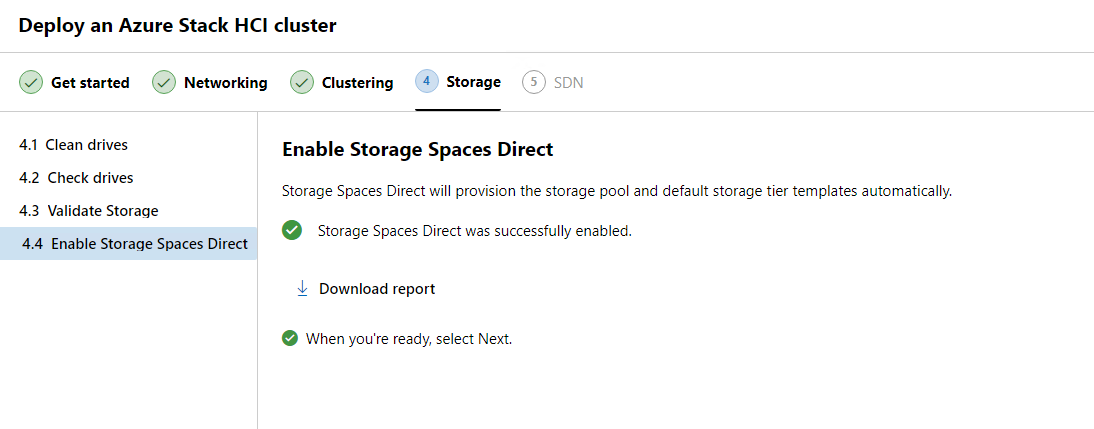 Deploy an Azure Stack HCI cluster
Get started
Networking
Clustering
4 Storage
5 SDN
4.1 Clean drives
4.2 Check drives
4.3 Validate Storage
4.4 Enable Storage Spaces Direct
Enable Storage Spaces Direct
Storage Spaces Direct will provision the storage pool and default storage tier templates automatically.
Storage Spaces Direct was successfully enabled.
Download report
When you're ready, select Next.